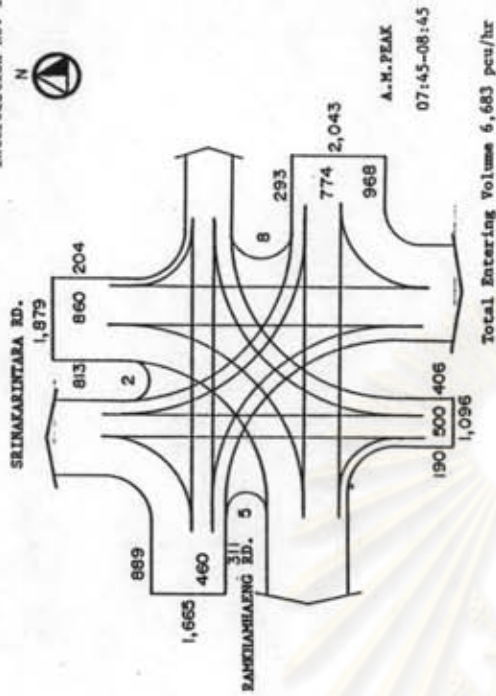 N
SRINAKARINTARA RD.
1,879
813 860 204
2
A.M.PEAK
07:45-08:45
889
460
311
1,665
5
RAMKHAMHAENG RD.
293
774
968
2,043
8
190 500 406
1,096
Total Entering Volume 6,683 pcu/hr